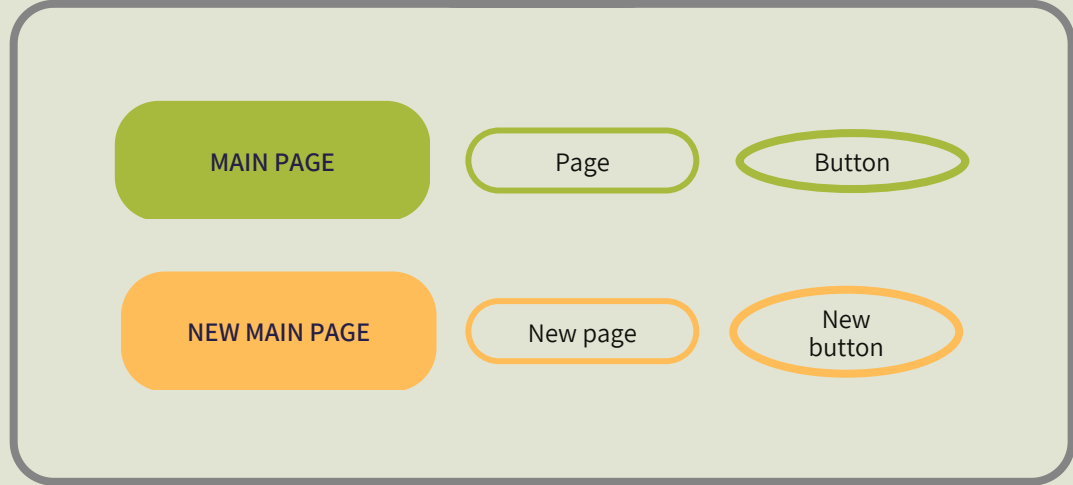 MAIN PAGE
Page
Button
NEW MAIN PAGE
New page
New
button